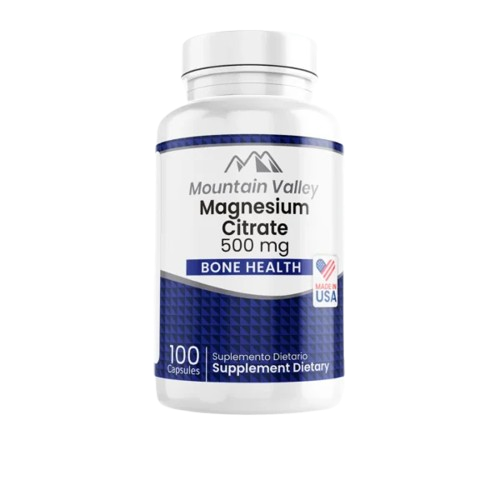 Mountain Valley
Magnesium
Citrate
500 mg
BONE HEALTH
MADE IN
USA
100
Capsules
Suplemento Dietario
Supplement Dietary